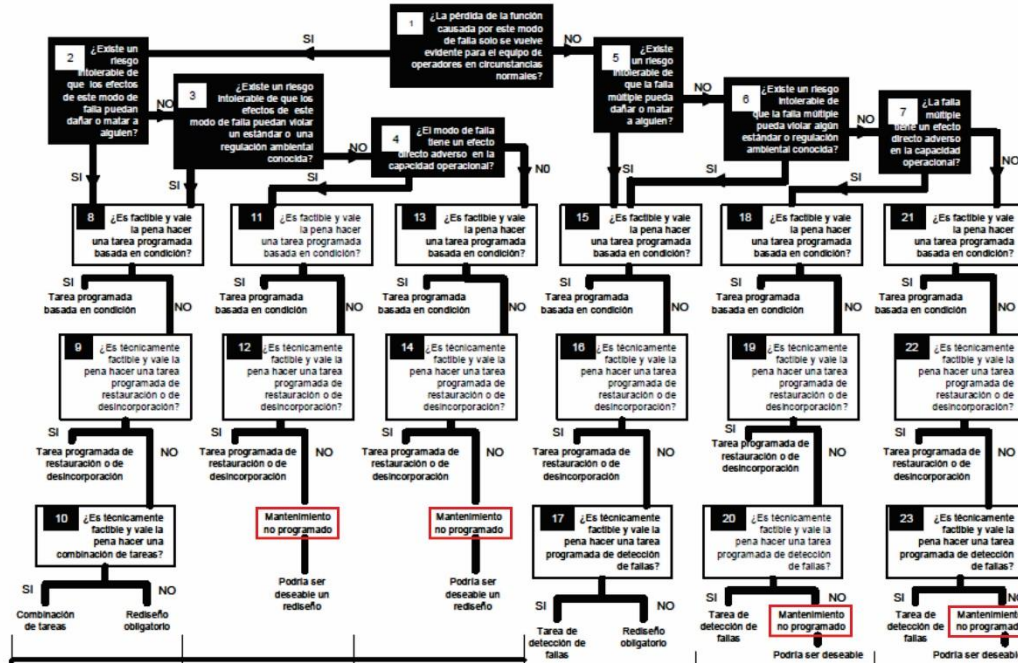 1
¿La pérdida de la función
causada por este modo
de falla solo se vuelve
evidente para el equipo de
operadores en circunstancias
normales?
SI
NO
2
¿Existe
un riesgo
intolerable de
que los efectos
de este modo de
falla puedan
dañar o matar a
alguien?
NO
3
¿Existe un riesgo
intolerable de que los
efectos de este
modo de falla puedan violar
un estándar o una
regulación ambiental
conocida?
NO
4
¿El modo de falla
tiene un efecto
directo adverso en la
capacidad operacional?
N0
5
¿Existe
un riesgo
intolerable de
que la falla
múltiple pueda
dañar o matar
a alguien?
NO
6
¿Existe un riesgo
intolerable de
que la falla múltiple
pueda violar algún
estándar o regulación
ambiental conocida?
NO
7
¿La falla
múltiple
tiene un efecto
directo adverso
en la capacidad
operacional?
NO
SI
SI
SI
SI
SI
SI
8
¿Es factible y vale
la pena hacer
una tarea programada
basada en condición?
11
¿Es factible y vale
la pena hacer
una tarea programada
basada en condición?
13
¿Es factible y vale
la pena hacer
una tarea programada
basada en condición?
15
¿Es factible y vale
la pena hacer
una tarea programada
basada en condición?
18
¿Es factible y vale
la pena hacer
una tarea programada
basada en condición?
21
¿Es factible y vale
la pena hacer
una tarea programada
basada en condición?
SI
Tarea programada
basada en condición
NO
SI
Tarea programada
basada en condición
NO
SI
Tarea programada
basada en condición
NO
SI
Tarea programada
basada en condición
NO
SI
Tarea programada
basada en condición
NO
SI
Tarea programada
basada en condición
NO
9
¿Es técnicamente
factible y vale la
pena hacer una tarea
programada de
restauración o de
desincorporación?
12
¿Es técnicamente
factible y vale la
pena hacer una tarea
programada de
restauración o de
desincorporación?
14
¿Es técnicamente
factible y vale la
pena hacer una tarea
programada de
restauración o de
desincorporación?
16
¿Es técnicamente
factible y vale la
pena hacer una tarea
programada de
restauración o de
desincorporación?
19
¿Es técnicamente
factible y vale la
pena hacer una tarea
programada de
restauración o de
desincorporación?
22
¿Es técnicamente
factible y vale la
pena hacer una tarea
programada de
restauración o de
desincorporación?
SI
Tarea programada de
restauración o de
desincorporación
NO
SI
Tarea programada de
restauración o de
desincorporación
NO
SI
Tarea programada de
restauración o de
desincorporación
NO
SI
Tarea programada de
restauración o de
desincorporación
NO
SI
Tarea programada de
restauración o de
desincorporación
NO
SI
Tarea programada de
restauración o de
desincorporación
NO
10
¿Es técnicamente
factible y vale la
pena hacer una
combinación de tareas?
SI
Combinación
de tareas
NO
Rediseño
obligatorio
Mantenimiento
no programado
Podría ser
deseable un
rediseño
Mantenimiento
no programado
Podría ser
deseable un
rediseño
17
¿Es técnicamente
factible y vale la
pena hacer una tarea
programada de detección
de fallas?
SI
Tarea de
detección de
fallas
NO
Rediseño
obligatorio
20
¿Es técnicamente
factible y vale la
pena hacer una tarea
programada de detección
de fallas?
SI
Tarea de
detección de
fallas
NO
Mantenimiento
no programado
Podría ser deseable
23
¿Es técnicamente
factible y vale la
pena hacer una tarea
programada de detección
de fallas?
SI
Tarea de
detección de
fallas
Mantenimiento
no programad
Podría ser deseable